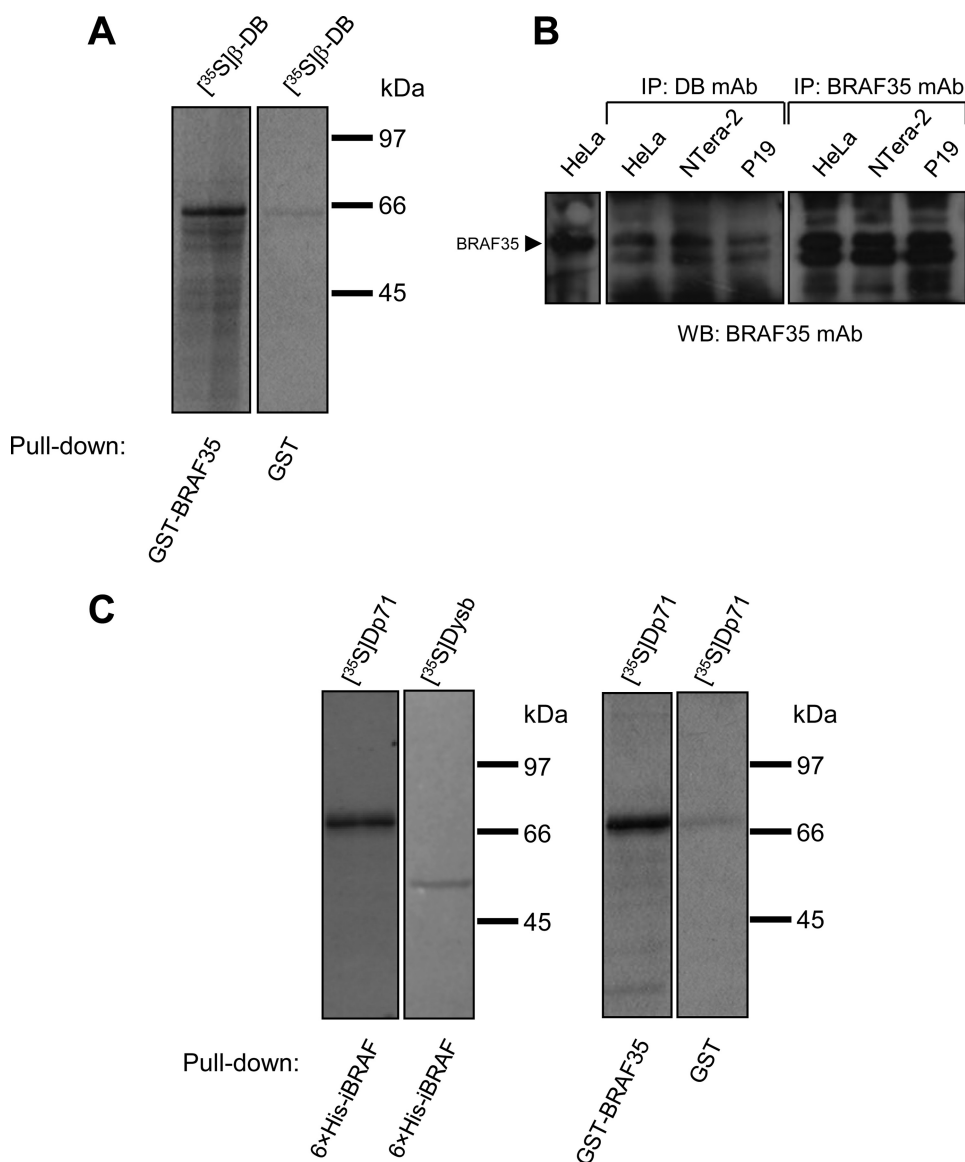 A
[³⁵S]β-DB
[³⁵S]β-DB
kDa
97
66
45
Pull-down:
GST-BRAF35
GST
B
IP: DB mAb
IP: BRAF35 mAb
HeLa
HeLa
NTera-2
P19
HeLa
NTera-2
P19
BRAF35
WB: BRAF35 mAb
C
[³⁵S]Dp71
[³⁵S]Dysb
kDa
97
66
45
[³⁵S]Dp71
[³⁵S]Dp71
kDa
97
66
45
Pull-down:
6×His-iBRAF
6×His-iBRAF
GST-BRAF35
GST